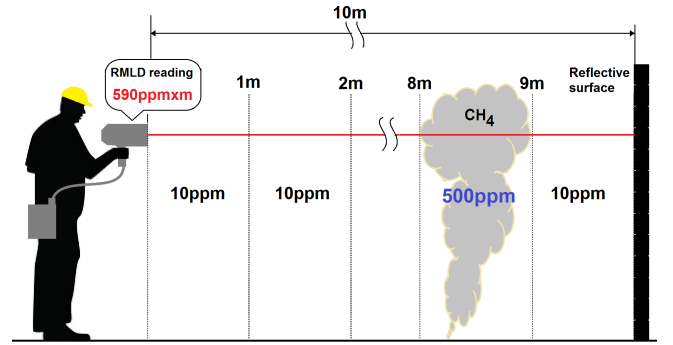 10m
RMLD reading
590ppmxm
1m
2m
8m
9m
Reflective
surface
CH4
10ppm
10ppm
500ppm
10ppm